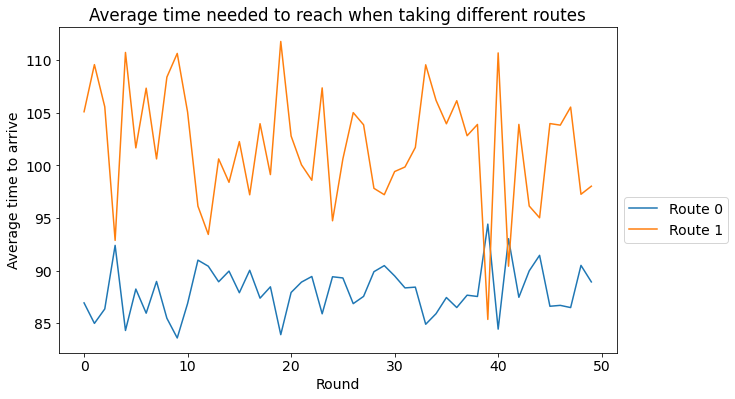 Average time needed to reach when taking different routes
Average time to arrive
110
105
100
95
90
85
0
10
20
30
40
50
Round
Route 0
Route 1